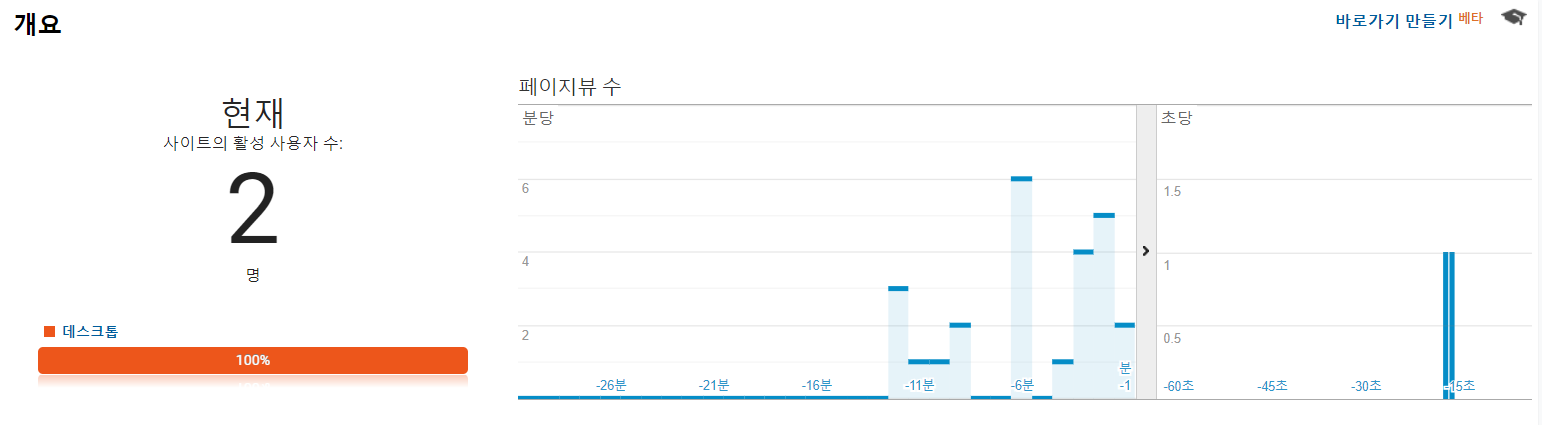 개요
바로가기 만들기 베타
현재
사이트의 활성 사용자 수:
2
명
데스크톱
100%
페이지뷰 수
분당
6
4
2
-26분
-21분
-16분
-11분
-6분
분
-1
초당
1.5
1
0.5
-60초
-45초
-30초
-15초